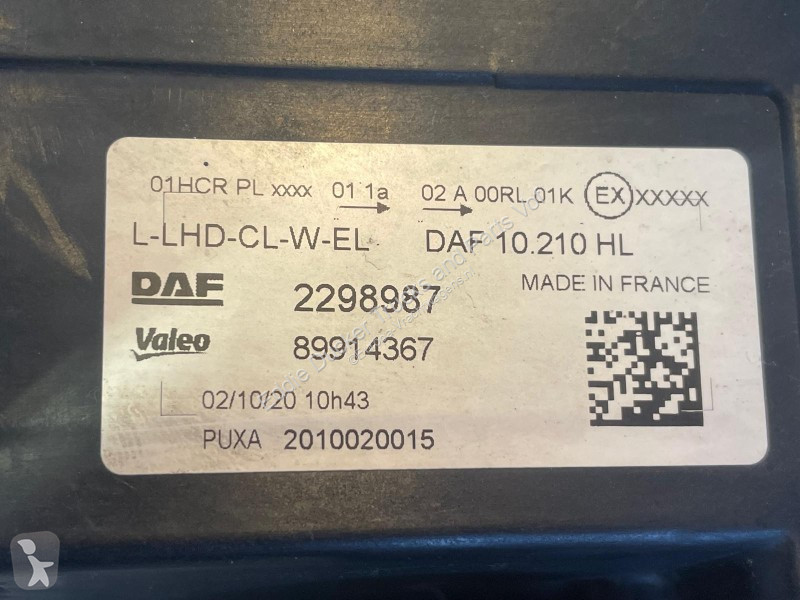 01HCR PL xxxx 01 1a 02 A 00RL 01K EX XXXXX
L-LHD-CL-W-EL DAF 10.210 HL
DAF 2298987 MADE IN FRANCE
Valeo 89914367
02/10/20 10h43
PUXA 2010020015